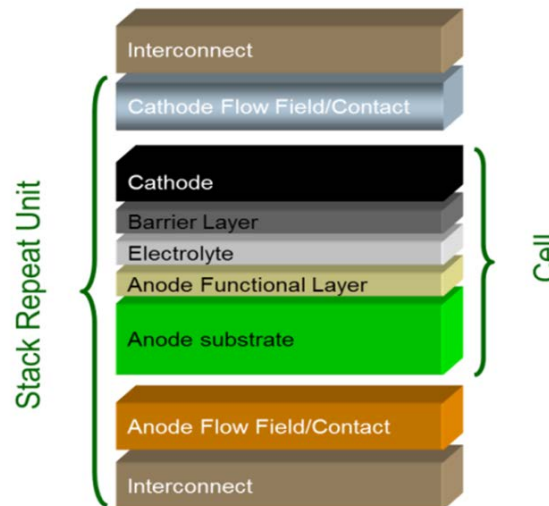 Interconnect
Cathode Flow Field/Contact
Cathode
Barrier Layer
Electrolyte
Anode Functional Layer
Anode substrate
Anode Flow Field/Contact
Interconnect
Stack Repeat Unit
Cell